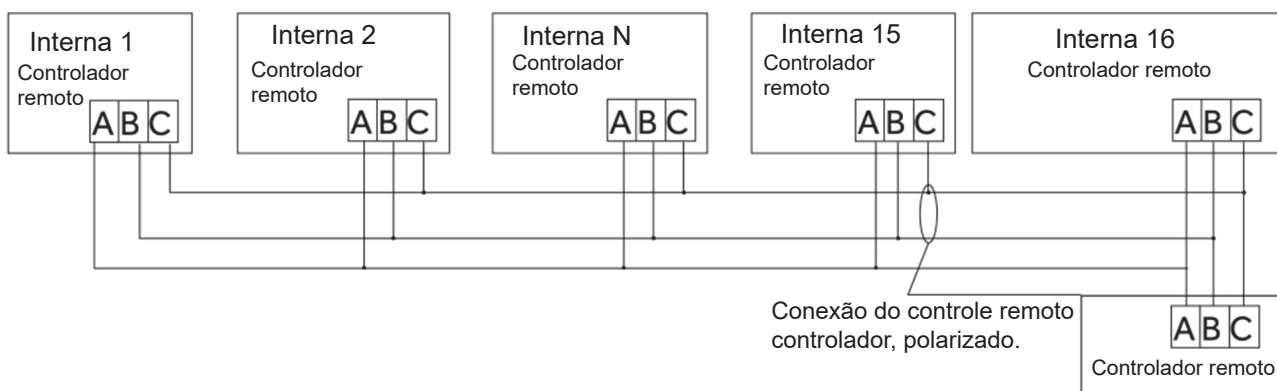 Interna 1
Controlador
remoto
A B C
Interna 2
Controlador
remoto
A B C
Interna N
Controlador
remoto
A B C
Interna 15
Controlador
remoto
A B C
Interna 16
Controlador remoto
A B C
Conexão do controle remoto
controlador, polarizado.
A B C
Controlador remoto